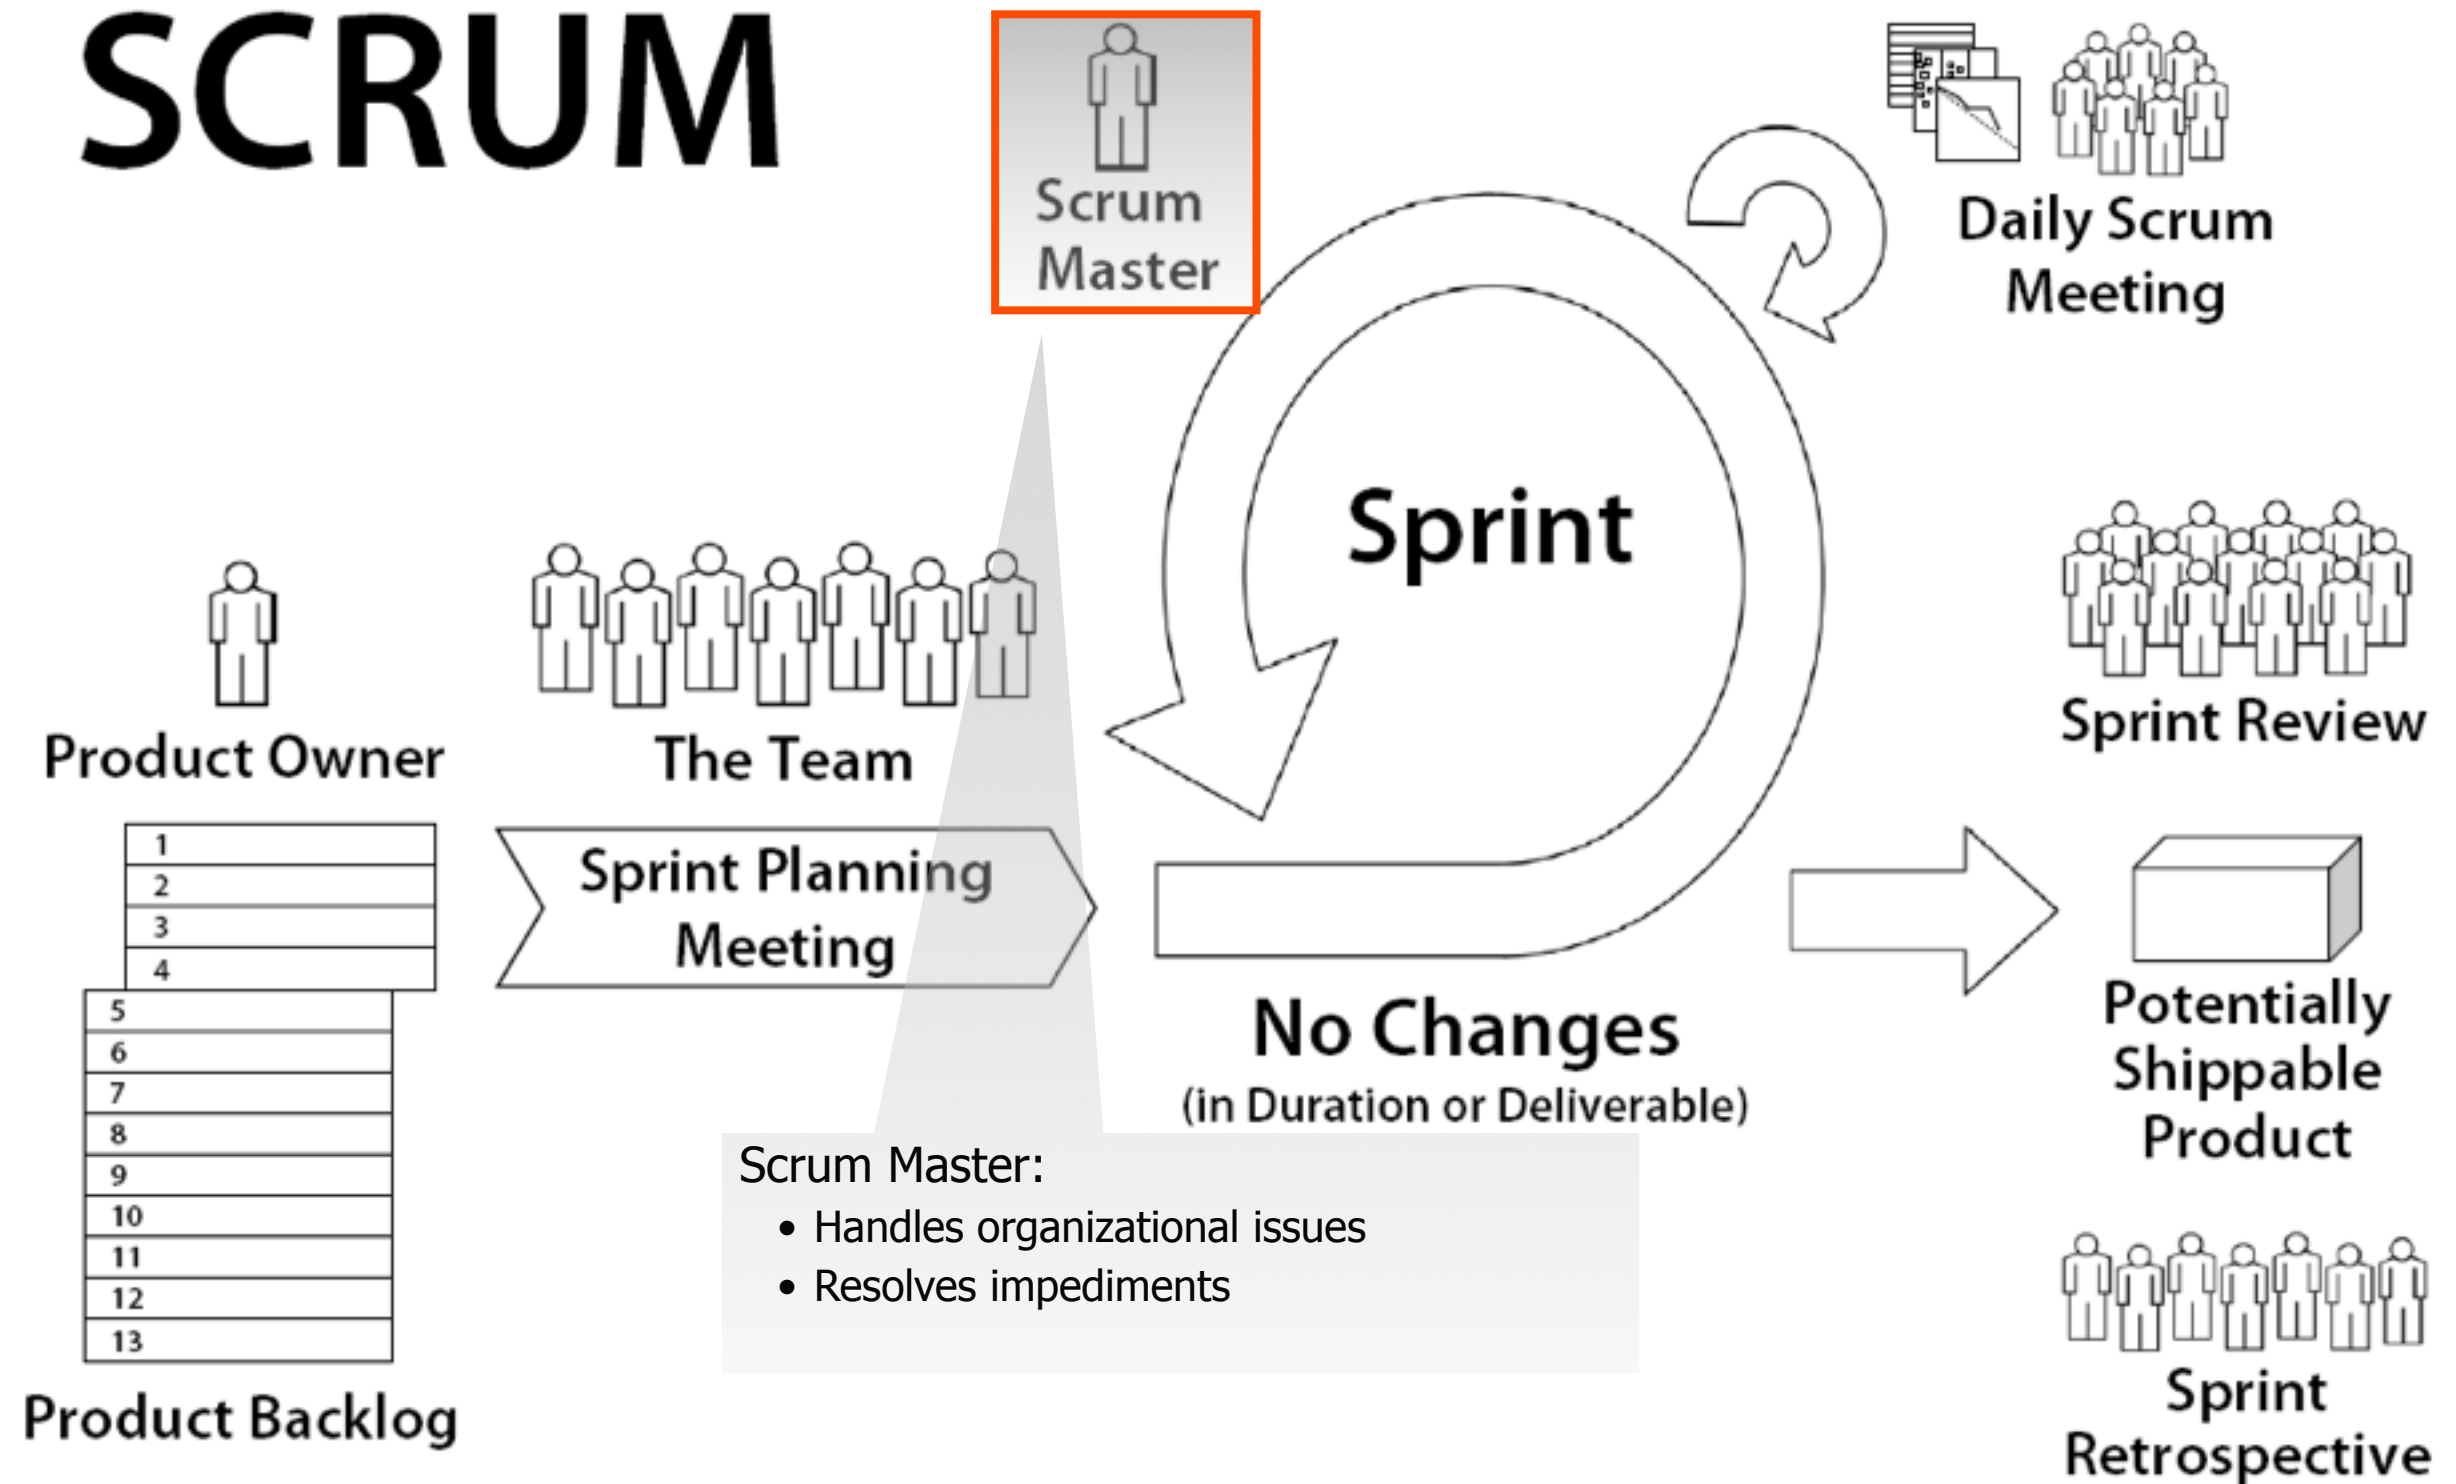 SCRUM
Scrum
Master
Daily Scrum
Meeting
Sprint
Product Owner
The Team
Sprint Review
1
2
3
4
5
6
7
8
9
10
11
12
13
Product Backlog
Sprint Planning
Meeting
No Changes
(in Duration or Deliverable)
Potentially
Shippable
Product
Scrum Master:
• Handles organizational issues
• Resolves impediments
Sprint
Retrospective